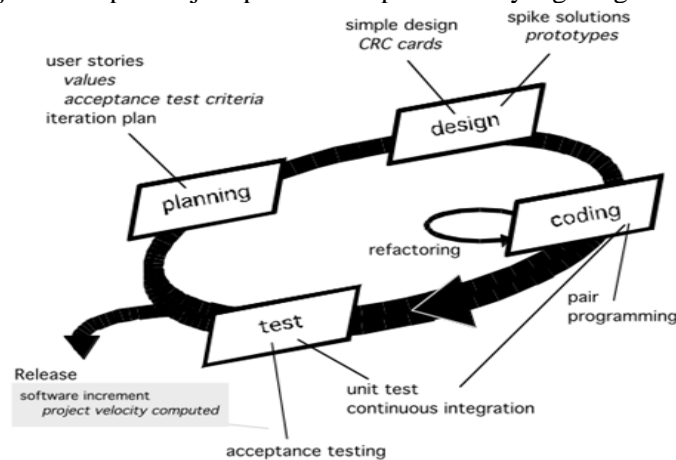 simple design
CRC cards
spike solutions
prototypes
user stories
values
acceptance test criteria
iteration plan
design
planning
coding
refactoring
test
pair
programming
Release
software increment
project velocity computed
unit test
continuous integration
acceptance testing